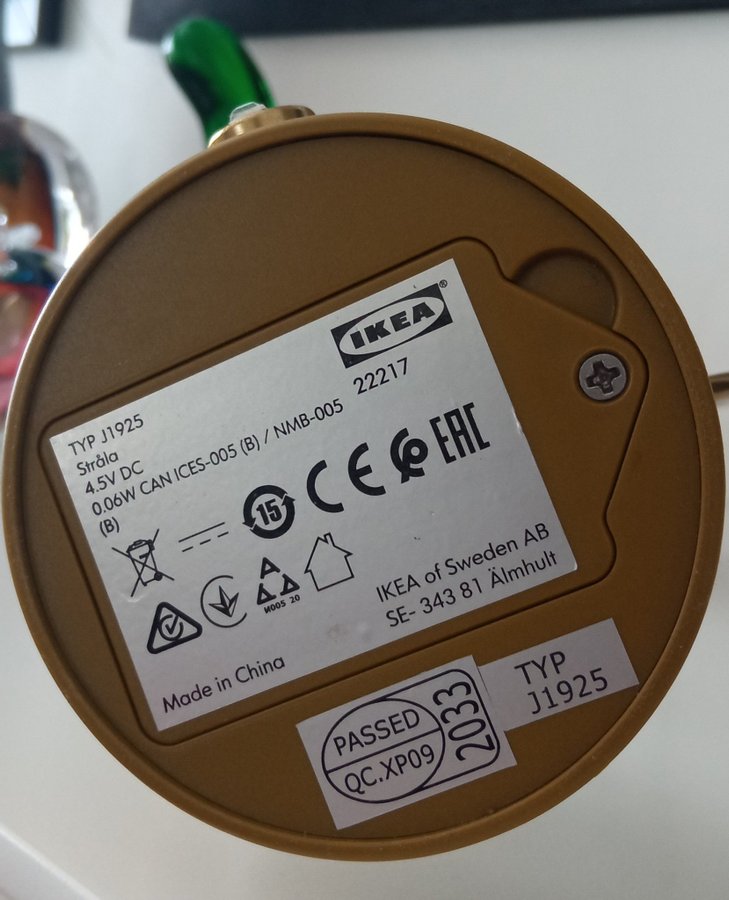 IKEA®
22217
TYP J1925
Stråla
4.5V DC
0.06W CAN ICES-005 (B) / NMB-005
(B)
15
CE
EAC
И005 20
IKEA of Sweden AB
SE- 343 81 Älmhult
Made in China
PASSED
QC.XP09
2033
TYP
J1925